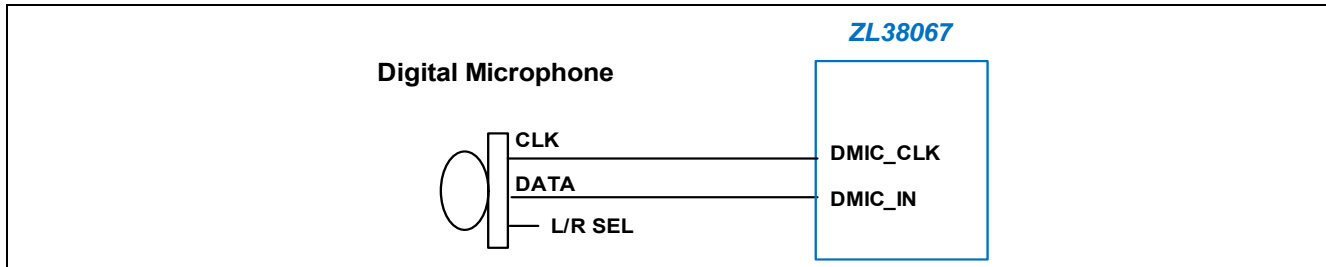 ZL38067
Digital Microphone
CLK
DMIC_CLK
DATA
DMIC_IN
L/R SEL